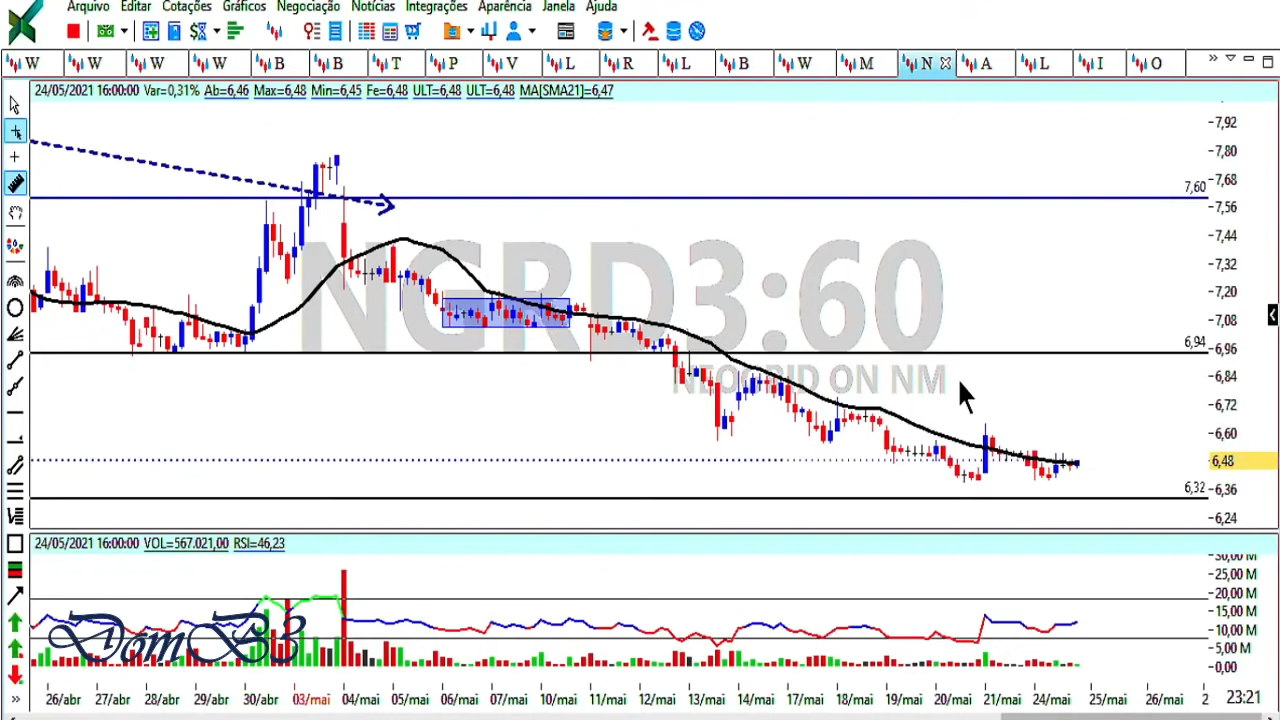 Arquivo Editar Cotações Gráficos Negociação Notícias Integrações Aparência Janela Ajuda
W W W W B B T P V L R L B W M N A L I O
24/05/2021 16:00:00 Var=0,31% Ab=6,46 Max=6,48 Min=6,45 Fe=6,48 ULT=6,48 ULT=6,48 MA[SMA21]=6,47
7,92
7,80
7,68
7,60
7,56
7,44
7,32
7,20
7,08
6,94
6,96
6,84
6,72
6,60
6,48
6,32
6,36
6,24
NGRD3:60
NEOGRID ON NM
24/05/2021 16:00:00 VOL=567.021,00 RSI=46,23
30,00 M
25,00 M
20,00 M
15,00 M
10,00 M
5,00 M
0,00
DomB3
26/abr 27/abr 28/abr 29/abr 30/abr 03/mai 04/mai 05/mai 06/mai 07/mai 10/mai 11/mai 12/mai 13/mai 14/mai 17/mai 18/mai 19/mai 20/mai 21/mai 24/mai 25/mai 26/mai 2 23:21